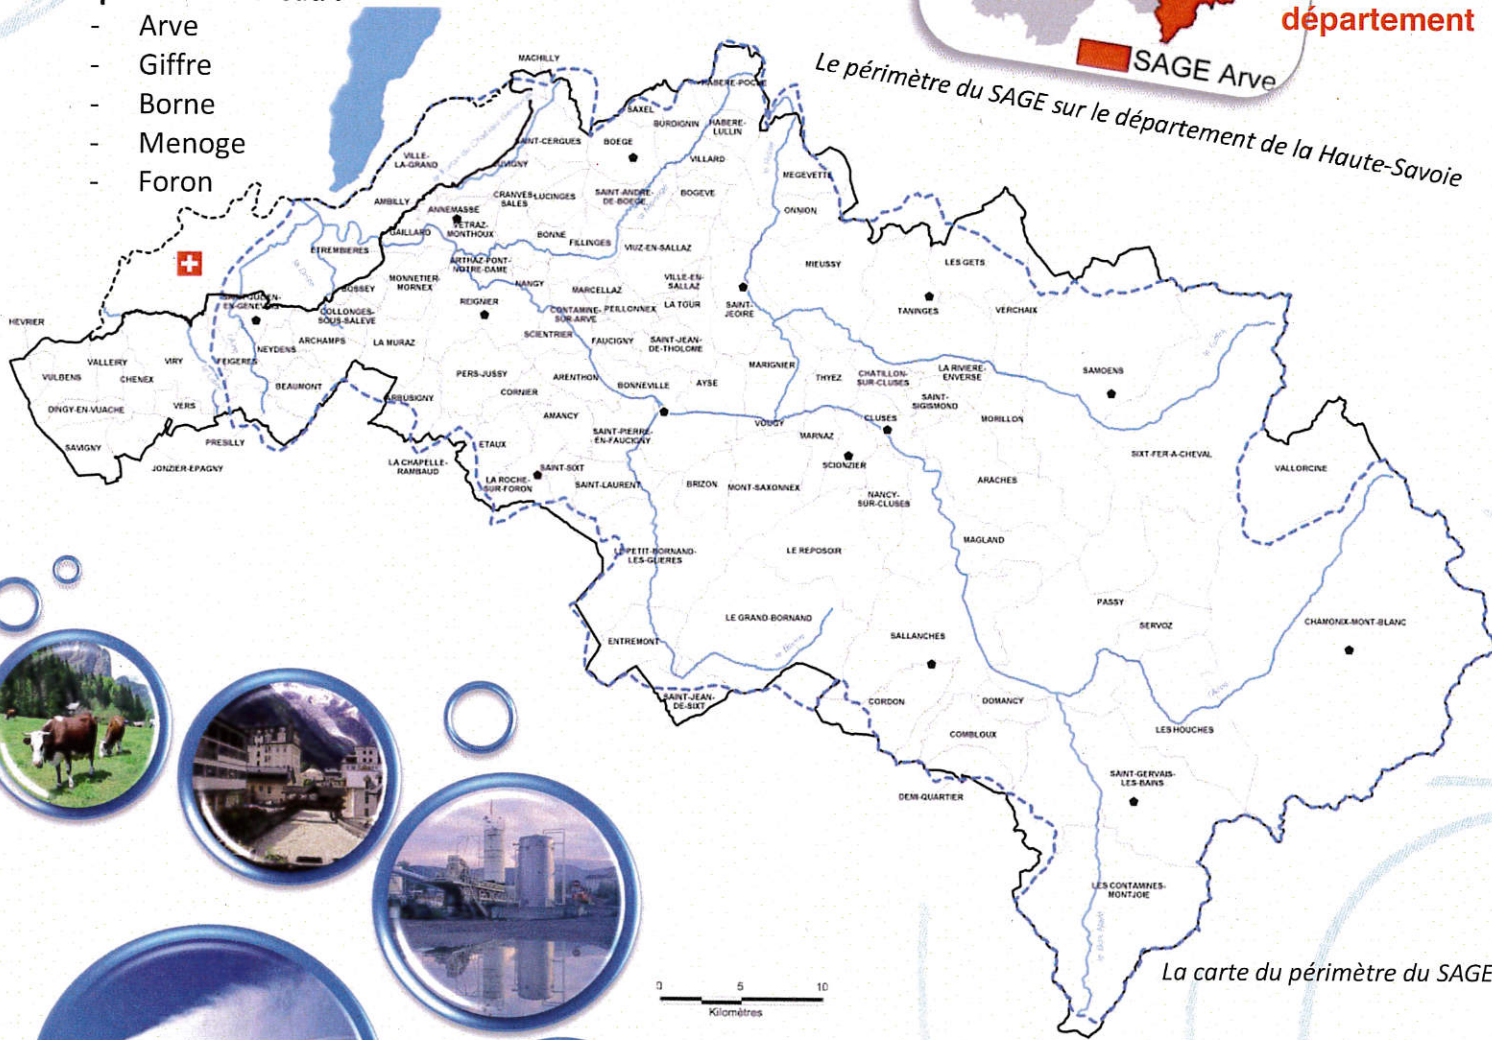 - Arve
- Giffre
- Borne
- Menoge
- Foron
département
SAGE Arve
Le périmètre du SAGE sur le département de la Haute-Savoie
MACHILLY
SAXEL
BURDIGNIN
HABERE-
LULLIN
SAINT-CERGUES
BOEGE
VILLE-
LA-GRAND
VILLARD
MEGEVETTE
AMBILLY
CRANVES-
SALES
LUCINGES
SAINT-ANDRE-
DE-BOEGE
BOGEVE
ANNEMASSE
ONNION
GAILLARD
VETRAZ-
MONTHOUX
BONNE
FILLINGES
VIUZ-EN-SALLAZ
ETREMBIERES
ARTHAZ-PONT-
NOTRE-DAME
MIEUSSY
LES GETS
MONNETIER-
MORNEX
NANGY
MARCELLAZ
VILLE-EN-
SALLAZ
BOSSEY
REIGNIER
CONTAMINE-
SUR-ARVE
PEILLONNEX
LA TOUR
SAINT-
JEOIRE
TANINGES
VERCHAIX
COLLONGES-
SOUS-SALEVE
SCIENTRIER
FAUCIGNY
SAINT-JEAN-
DE-THOLOME
le Giffre
ARCHAMPS
LA MURAZ
NEYDENS
VALLEIRY
VIRY
FEIGERES
MARIGNIER
VULBENS
CHENEX
BEAUMONT
PERS-JUSSY
ARENTHON
BONNEVILLE
AYSE
THYEZ
CHATILLON-
SUR-CLUSES
LA RIVIERE-
ENVERSE
SAMOENS
CORNIER
ARBUSIGNY
SAINT-
SIGISMOND
DINGY-EN-VUACHE
VERS
AMANCY
VOUGY
CLUSES
MORILLON
SAVIGNY
PRESILLY
ETAUX
SAINT-PIERRE-
EN-FAUCIGNY
MARNAZ
SIXT-FER-A-CHEVAL
JONZIER-EPAGNY
LA CHAPELLE-
RAMBAUD
SAINT-SIXT
SCIONZIER
VALLORCINE
LA ROCHE-
SUR-FORON
SAINT-LAURENT
BRIZON
MONT-SAXONNEX
NANCY-
SUR-CLUSES
ARACHES
LE PETIT-BORNAND-
LES-GLIERES
LE REPOSOIR
MAGLAND
PASSY
LE GRAND-BORNAND
SERVOZ
CHAMONIX-MONT-BLANC
ENTREMONT
le Borne
SALLANCHES
SAINT-JEAN-
DE-SIXT
CORDON
DOMANCY
l'Arve
COMBLOUX
LES HOUCHES
DEMI-QUARTIER
SAINT-GERVAIS-
LES-BAINS
LES CONTAMINES-
MONTJOIE
le Bon Nant
La carte du périmètre du SAGE
0 5 10
Kilomètres